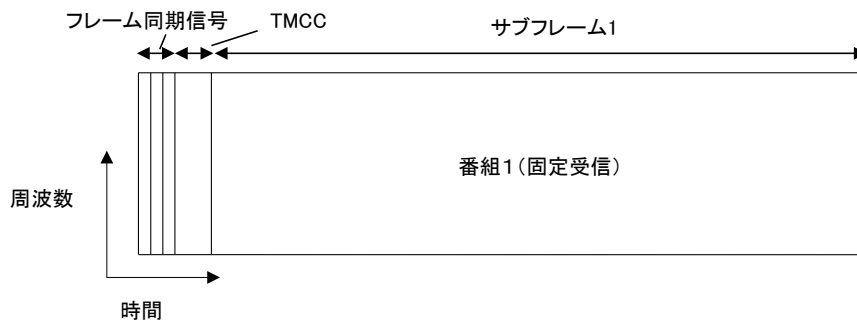 フレーム同期信号
TMCC
サブフレーム1
番組1(固定受信)
周波数
時間